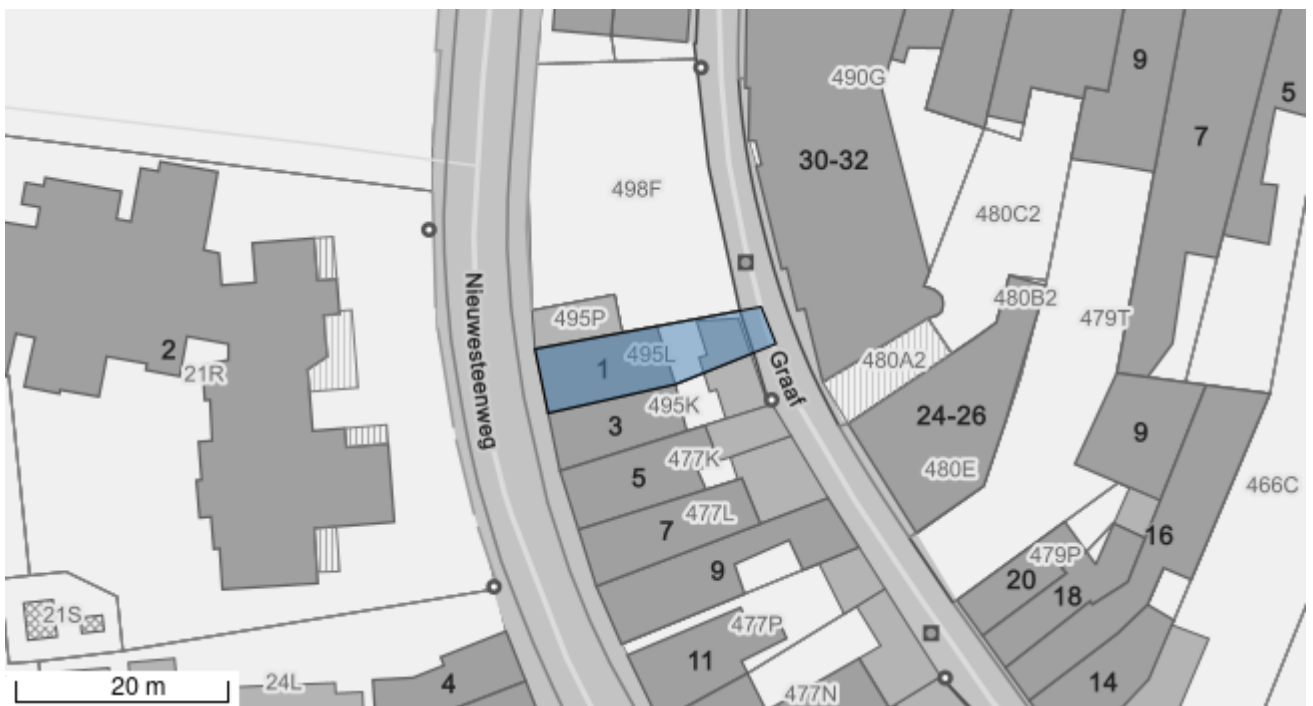 9
5
490G
7
30-32
498F
480C2
Nieuwesteenweg
480B2
495P
479T
2
495L
21R
1
480A2
Graaf
495K
3
24-26
9
477K
5
480E
466C
477L
7
16
479P
9
20
18
21S
477P
11
24L
4
477N
14
20 m